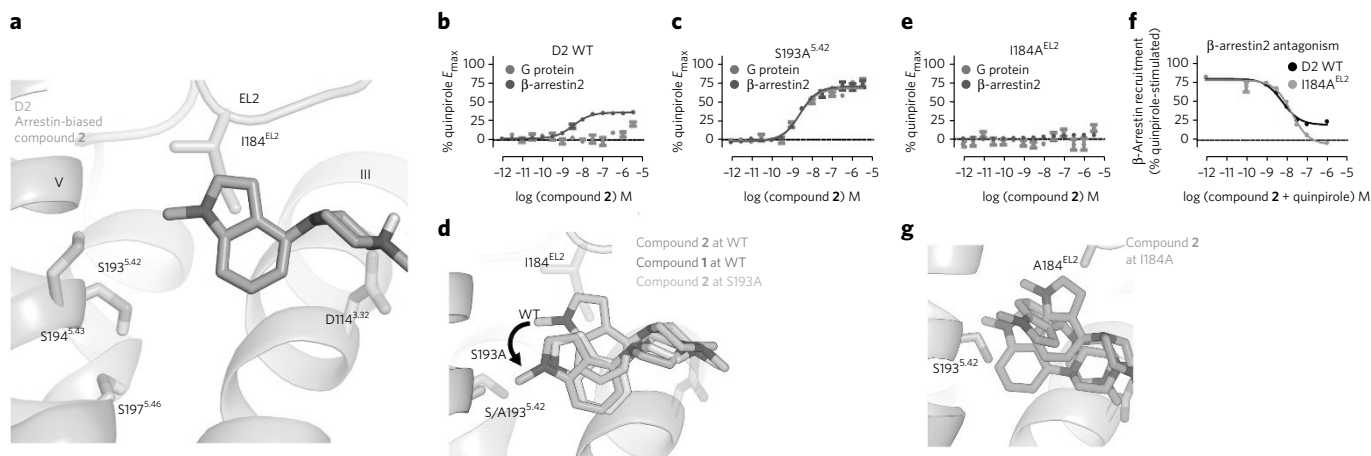 a
D2
Arrestin-biased
compound 2
EL2
I184EL2
V
III
S1935.42
S1945.43
S1975.46
D1143.32
b
D2 WT
% quinpirole Emax
100
75
50
25
0
G protein
β-arrestin2
–12 –11 –10 –9 –8 –7 –6 –5
log (compound 2) M
c
S193A5.42
% quinpirole Emax
100
75
50
25
0
G protein
β-arrestin2
–12 –11 –10 –9 –8 –7 –6 –5
log (compound 2) M
e
I184AEL2
% quinpirole Emax
100
75
50
25
0
G protein
β-arrestin2
–12 –11 –10 –9 –8 –7 –6 –5
log (compound 2) M
f
β-arrestin2 antagonism
β-Arrestin recruitment
(% quinpirole-stimulated)
100
75
50
25
0
D2 WT
I184AEL2
–12 –11 –10 –9 –8 –7 –6 –5
log (compound 2 + quinpirole) M
d
Compound 2 at WT
Compound 1 at WT
Compound 2 at S193A
I184EL2
WT
S193A
S/A1935.42
g
Compound 2
at I184A
A184EL2
S1935.42